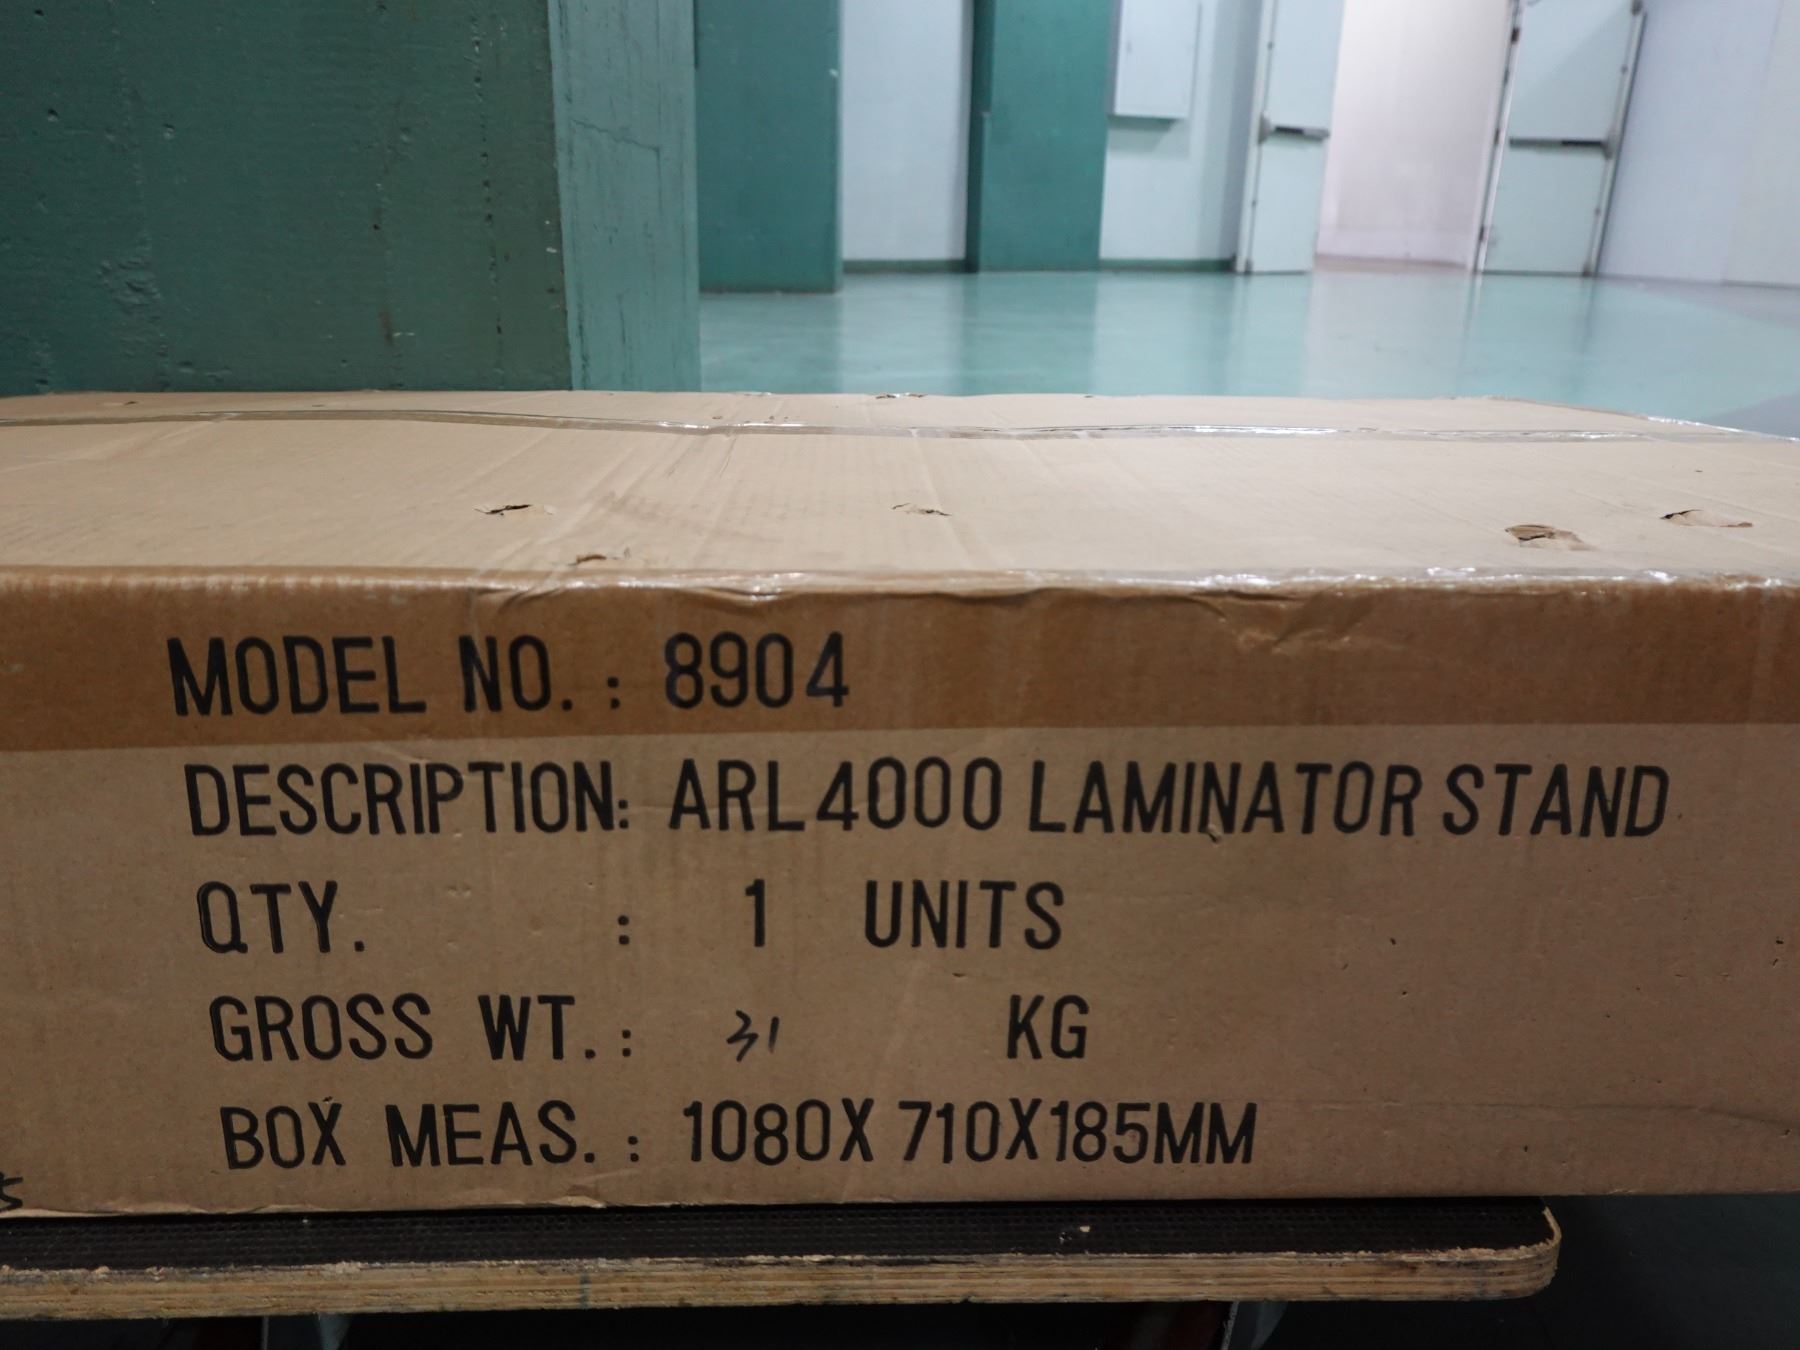 MODEL NO. : 8904
DESCRIPTION: ARL4000 LAMINATOR STAND
QTY. : 1 UNITS
GROSS WT. : 31 KG
BOX MEAS. : 1080X 710X185MM